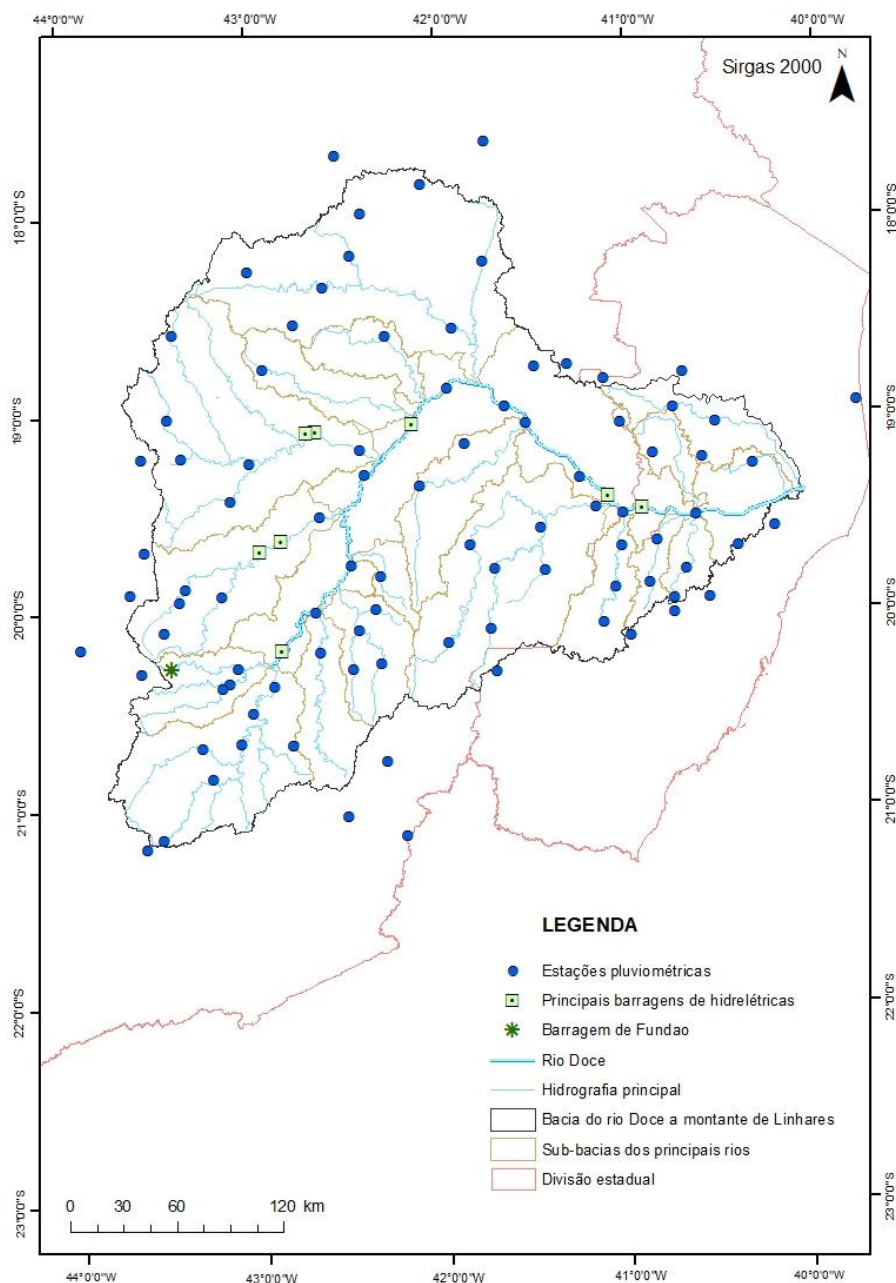 44°0'0"W 43°0'0"W 42°0'0"W 41°0'0"W 40°0'0"W
Sirgas 2000
N
18°0'0"S 18°0'0"S
19°0'0"S 19°0'0"S
20°0'0"S 20°0'0"S
21°0'0"S 21°0'0"S
LEGENDA
Estações pluviométricas
Principais barragens de hidrelétricas
22°0'0"S 22°0'0"S
Barragem de Fundao
Rio Doce
Hidrografia principal
Bacia do rio Doce a montante de Linhares
Sub-bacias dos principais rios
Divisão estadual
23°0'0"S 23°0'0"S
0 30 60 120 km
44°0'0"W 43°0'0"W 42°0'0"W 41°0'0"W 40°0'0"W